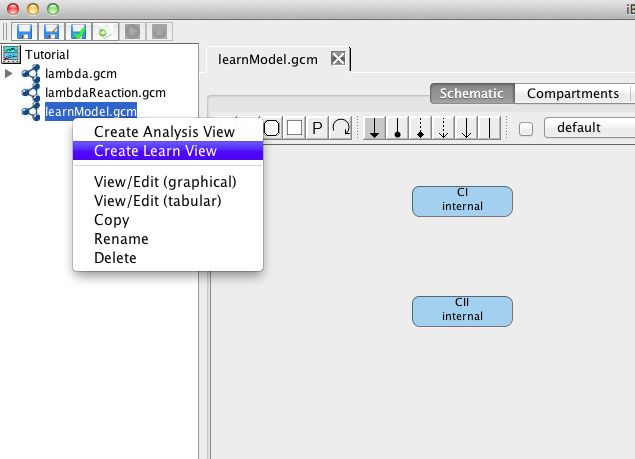 iB
Tutorial
lambda.gcm
lambdaReaction.gcm
learnModel.gcm
learnModel.gcm
Schematic
Compartments
P
default
Create Analysis View
Create Learn View
View/Edit (graphical)
View/Edit (tabular)
Copy
Rename
Delete
CI
internal
CII
internal